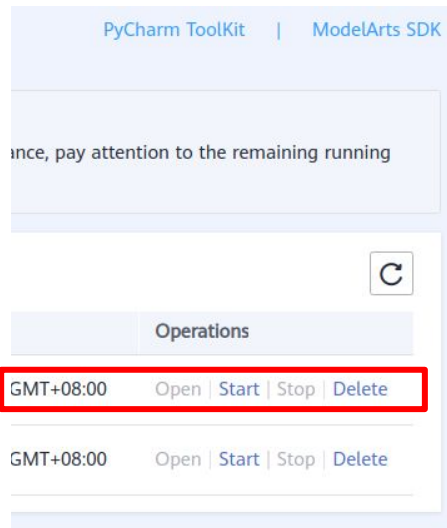 PyCharm ToolKit | ModelArts SDK
ance, pay attention to the remaining running
Operations
GMT+08:00 Open | Start | Stop | Delete
GMT+08:00 Open | Start | Stop | Delete